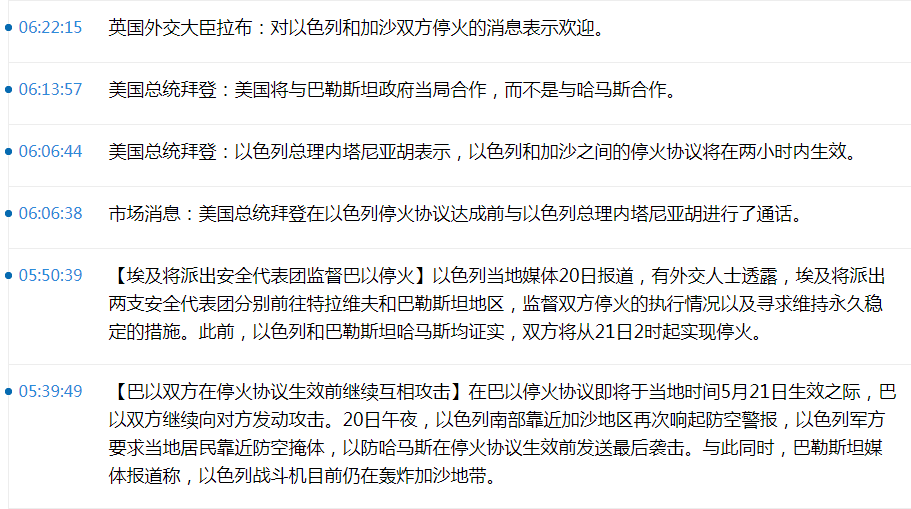 06:22:15 英国外交大臣拉布：对以色列和加沙双方停火的消息表示欢迎。
06:13:57 美国总统拜登：美国将与巴勒斯坦政府当局合作，而不是与哈马斯合作。
06:06:44 美国总统拜登：以色列总理内塔尼亚胡表示，以色列和加沙之间的停火协议将在两小时内生效。
06:06:38 市场消息：美国总统拜登在以色列停火协议达成前与以色列总理内塔尼亚胡进行了通话。
05:50:39 【埃及将派出安全代表团监督巴以停火】以色列当地媒体20日报道，有外交人士透露，埃及将派出
两支安全代表团分别前往特拉维夫和巴勒斯坦地区，监督双方停火的执行情况以及寻求维持永久稳
定的措施。此前，以色列和巴勒斯坦哈马斯均证实，双方将从21日2时起实现停火。
05:39:49 【巴以双方在停火协议生效前继续互相攻击】在巴以停火协议即将于当地时间5月21日生效之际，巴
以双方继续向对方发动攻击。20日午夜，以色列南部靠近加沙地区再次响起防空警报，以色列军方
要求当地居民靠近防空掩体，以防哈马斯在停火协议生效前发送最后袭击。与此同时，巴勒斯坦媒
体报道称，以色列战斗机目前仍在轰炸加沙地带。